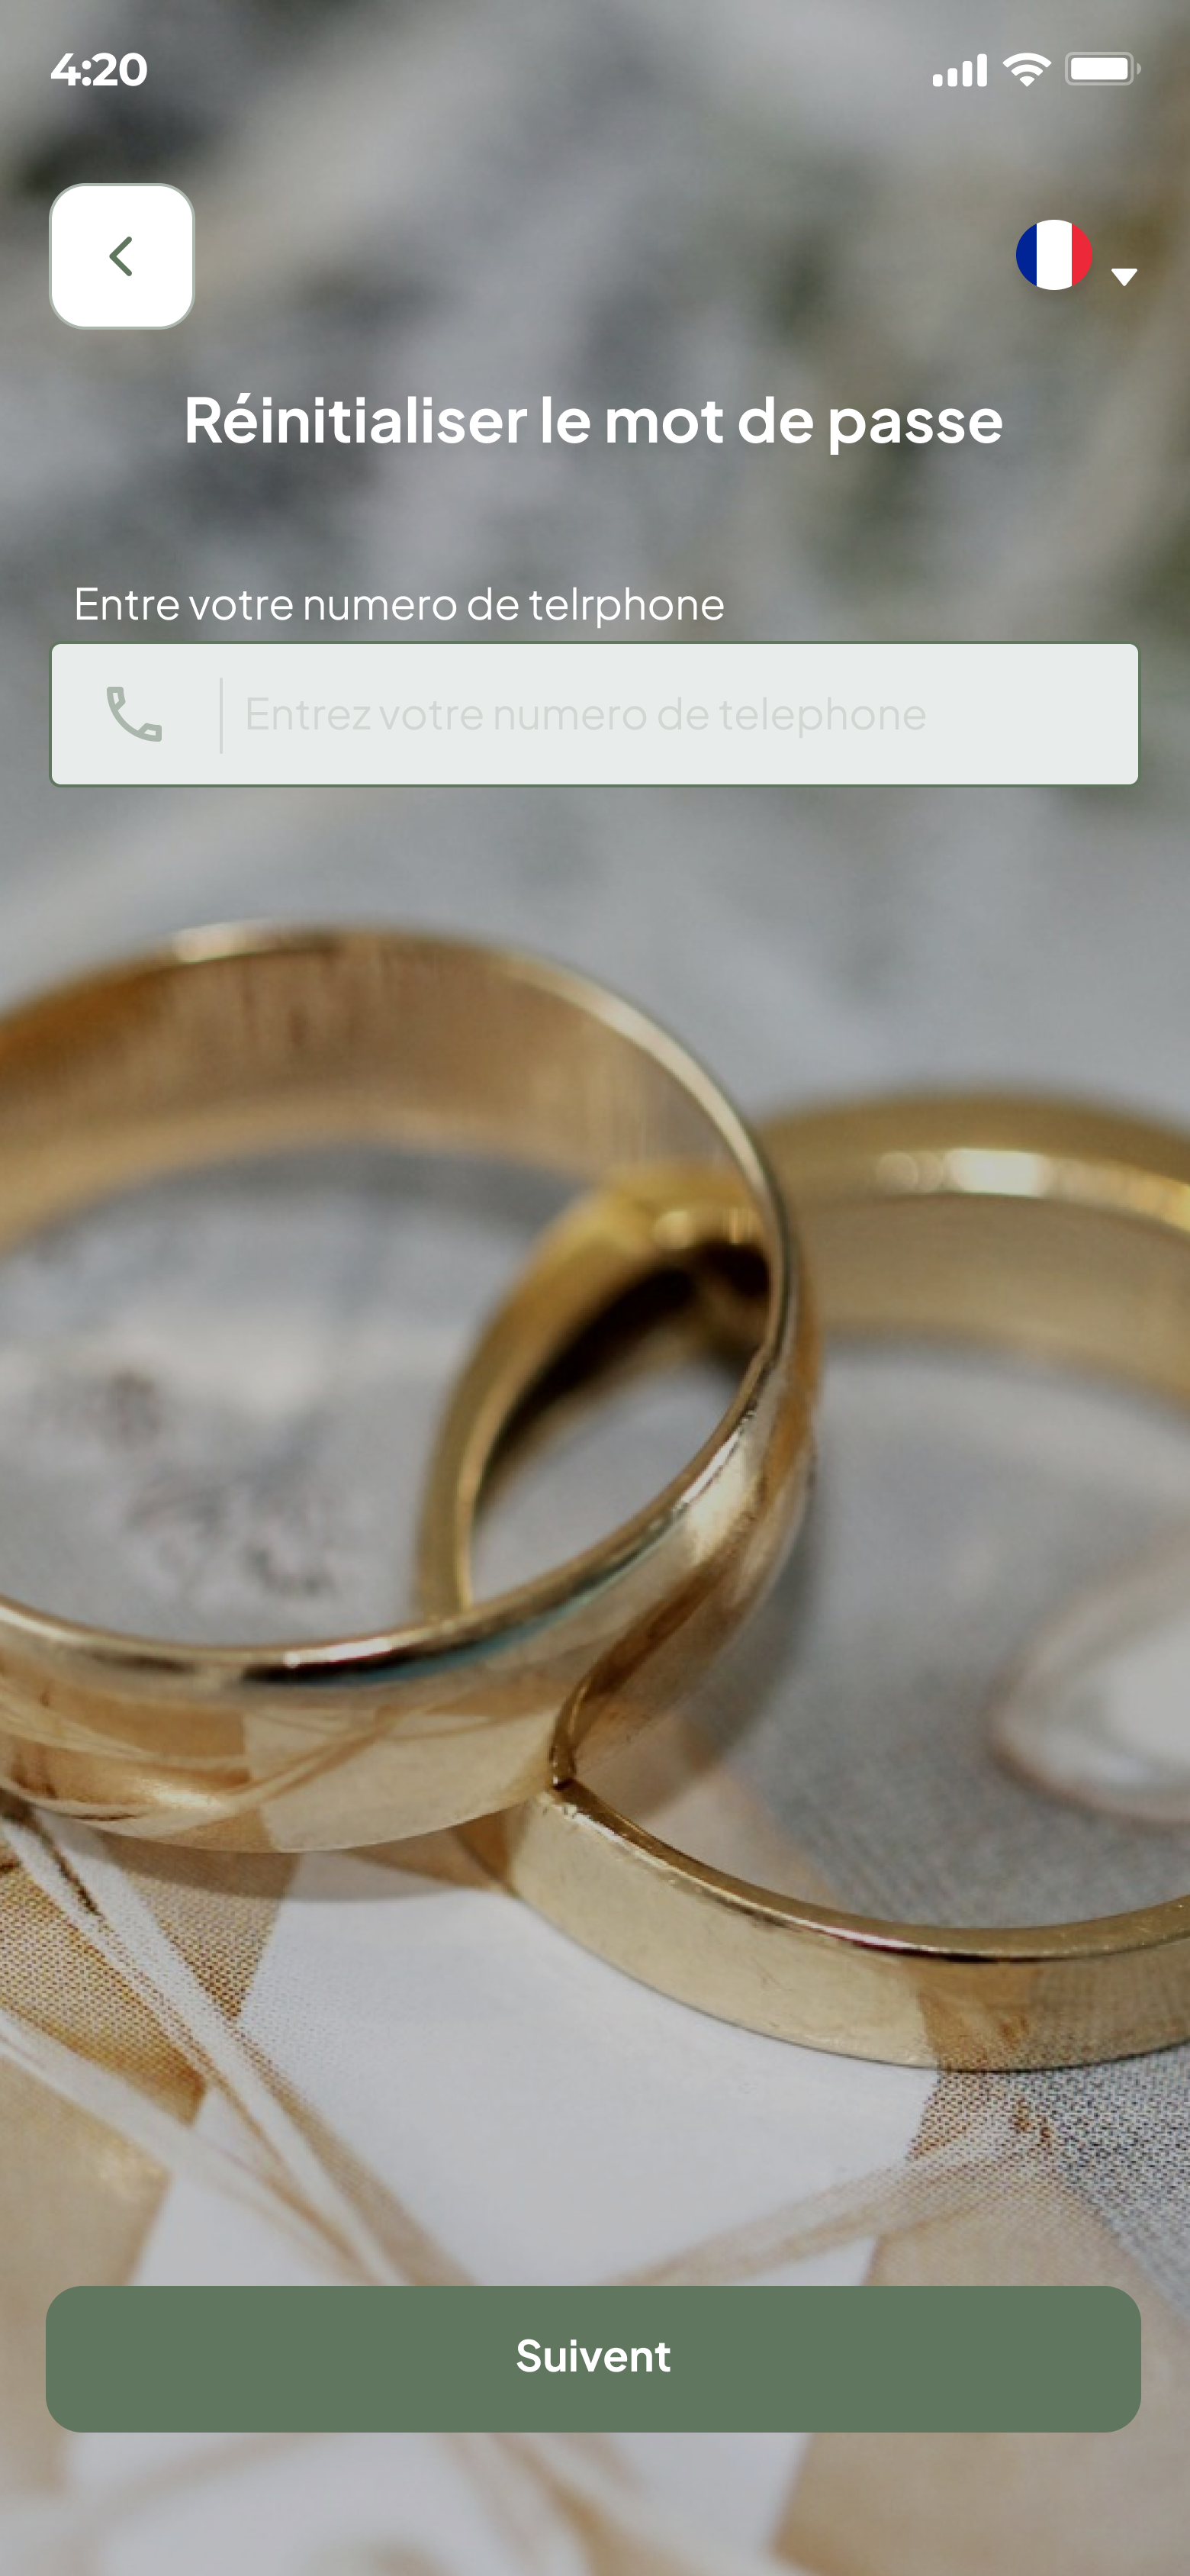 4:20
Réinitialiser le mot de passe
Entre votre numero de telrphone
Entrez votre numero de telephone
Suivent